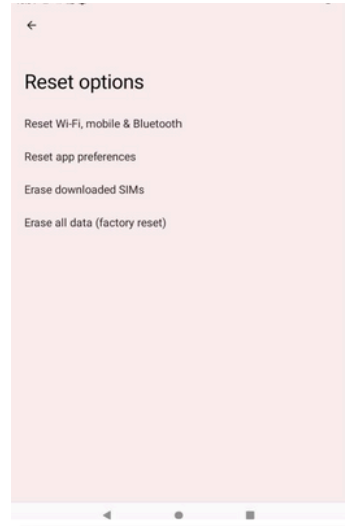 Reset options
Reset Wi-Fi, mobile & Bluetooth
Reset app preferences
Erase downloaded SIMs
Erase all data (factory reset)